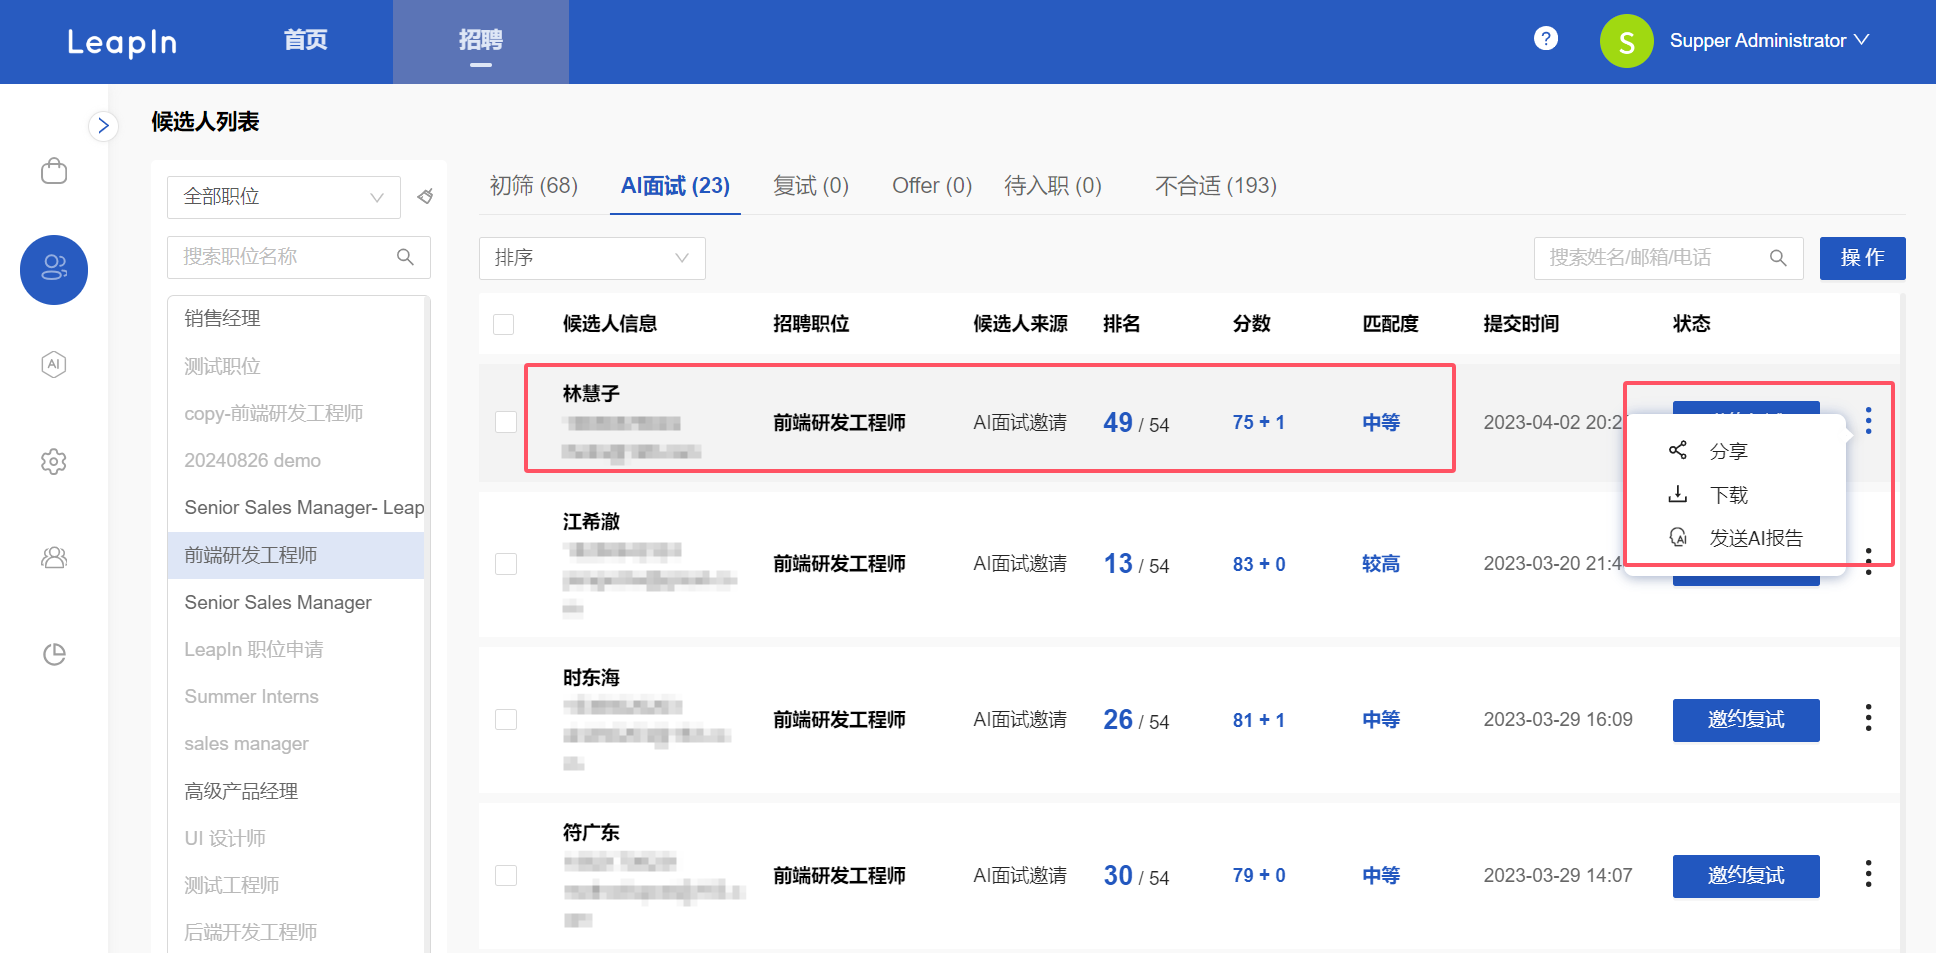 LeapIn
首页
招聘
?
S
Supper Administrator
候选人列表
全部职位
搜索职位名称
销售经理
测试职位
copy-前端研发工程师
20240826 demo
Senior Sales Manager- Leap
前端研发工程师
Senior Sales Manager
LeapIn 职位申请
Summer Interns
sales manager
高级产品经理
UI 设计师
测试工程师
后端开发工程师
AI
初筛 (68)
AI面试 (23)
复试 (0)
Offer (0)
待入职 (0)
不合适 (193)
排序
搜索姓名/邮箱/电话
操 作
候选人信息
招聘职位
候选人来源
排名
分数
匹配度
提交时间
状态
林慧子
前端研发工程师
AI面试邀请
49 / 54
75 + 1
中等
2023-04-02 20:2
分享
下载
发送AI报告
江希澈
前端研发工程师
AI面试邀请
13 / 54
83 + 0
较高
2023-03-20 21:4
时东海
前端研发工程师
AI面试邀请
26 / 54
81 + 1
中等
2023-03-29 16:09
邀约复试
符广东
前端研发工程师
AI面试邀请
30 / 54
79 + 0
中等
2023-03-29 14:07
邀约复试